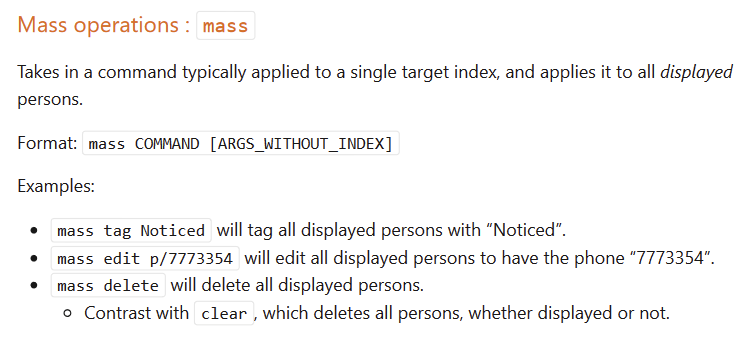 Mass operations : mass
Takes in a command typically applied to a single target index, and applies it to all displayed
persons.
Format: mass COMMAND [ARGS_WITHOUT_INDEX]
Examples:
• mass tag Noticed will tag all displayed persons with “Noticed”.
• mass edit p/7773354 will edit all displayed persons to have the phone “7773354”.
• mass delete will delete all displayed persons.
○ Contrast with clear, which deletes all persons, whether displayed or not.